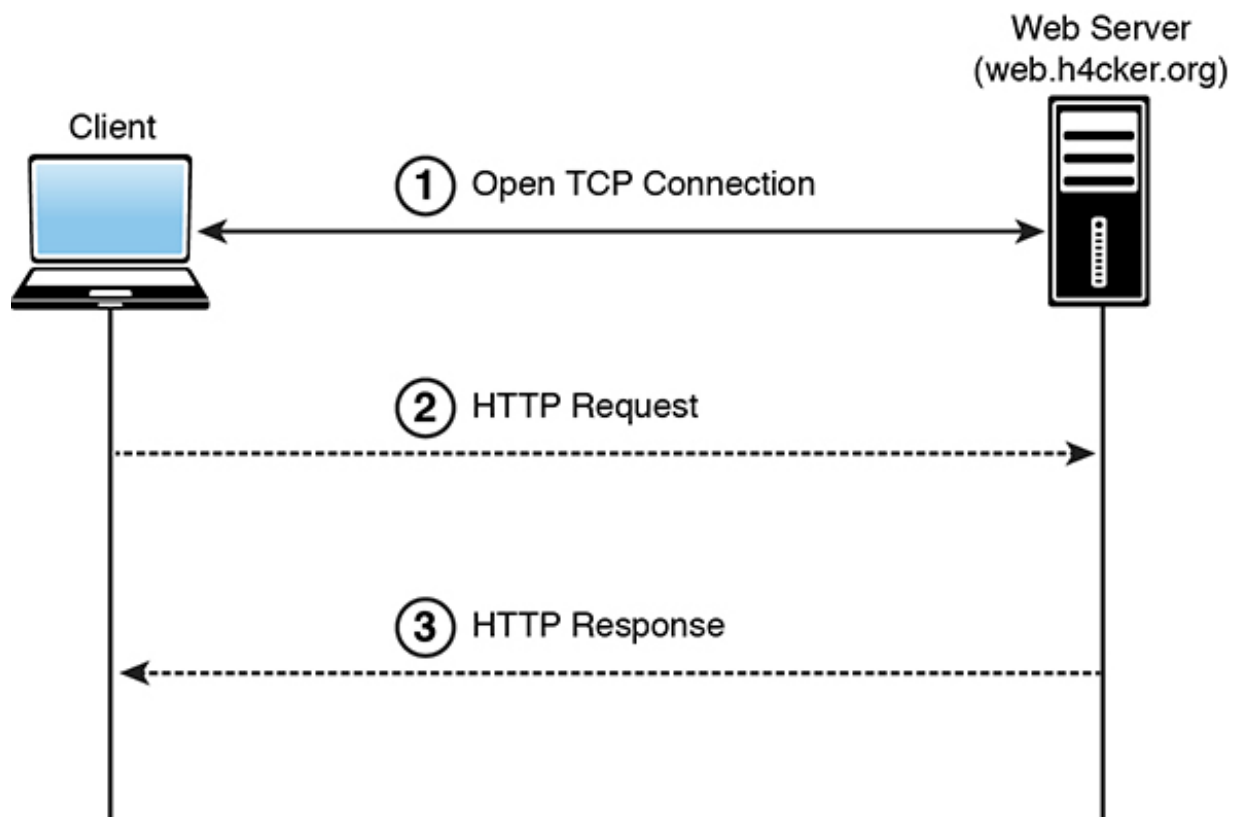 Web Server
(web.h4cker.org)
Client
1 Open TCP Connection
2 HTTP Request
3 HTTP Response